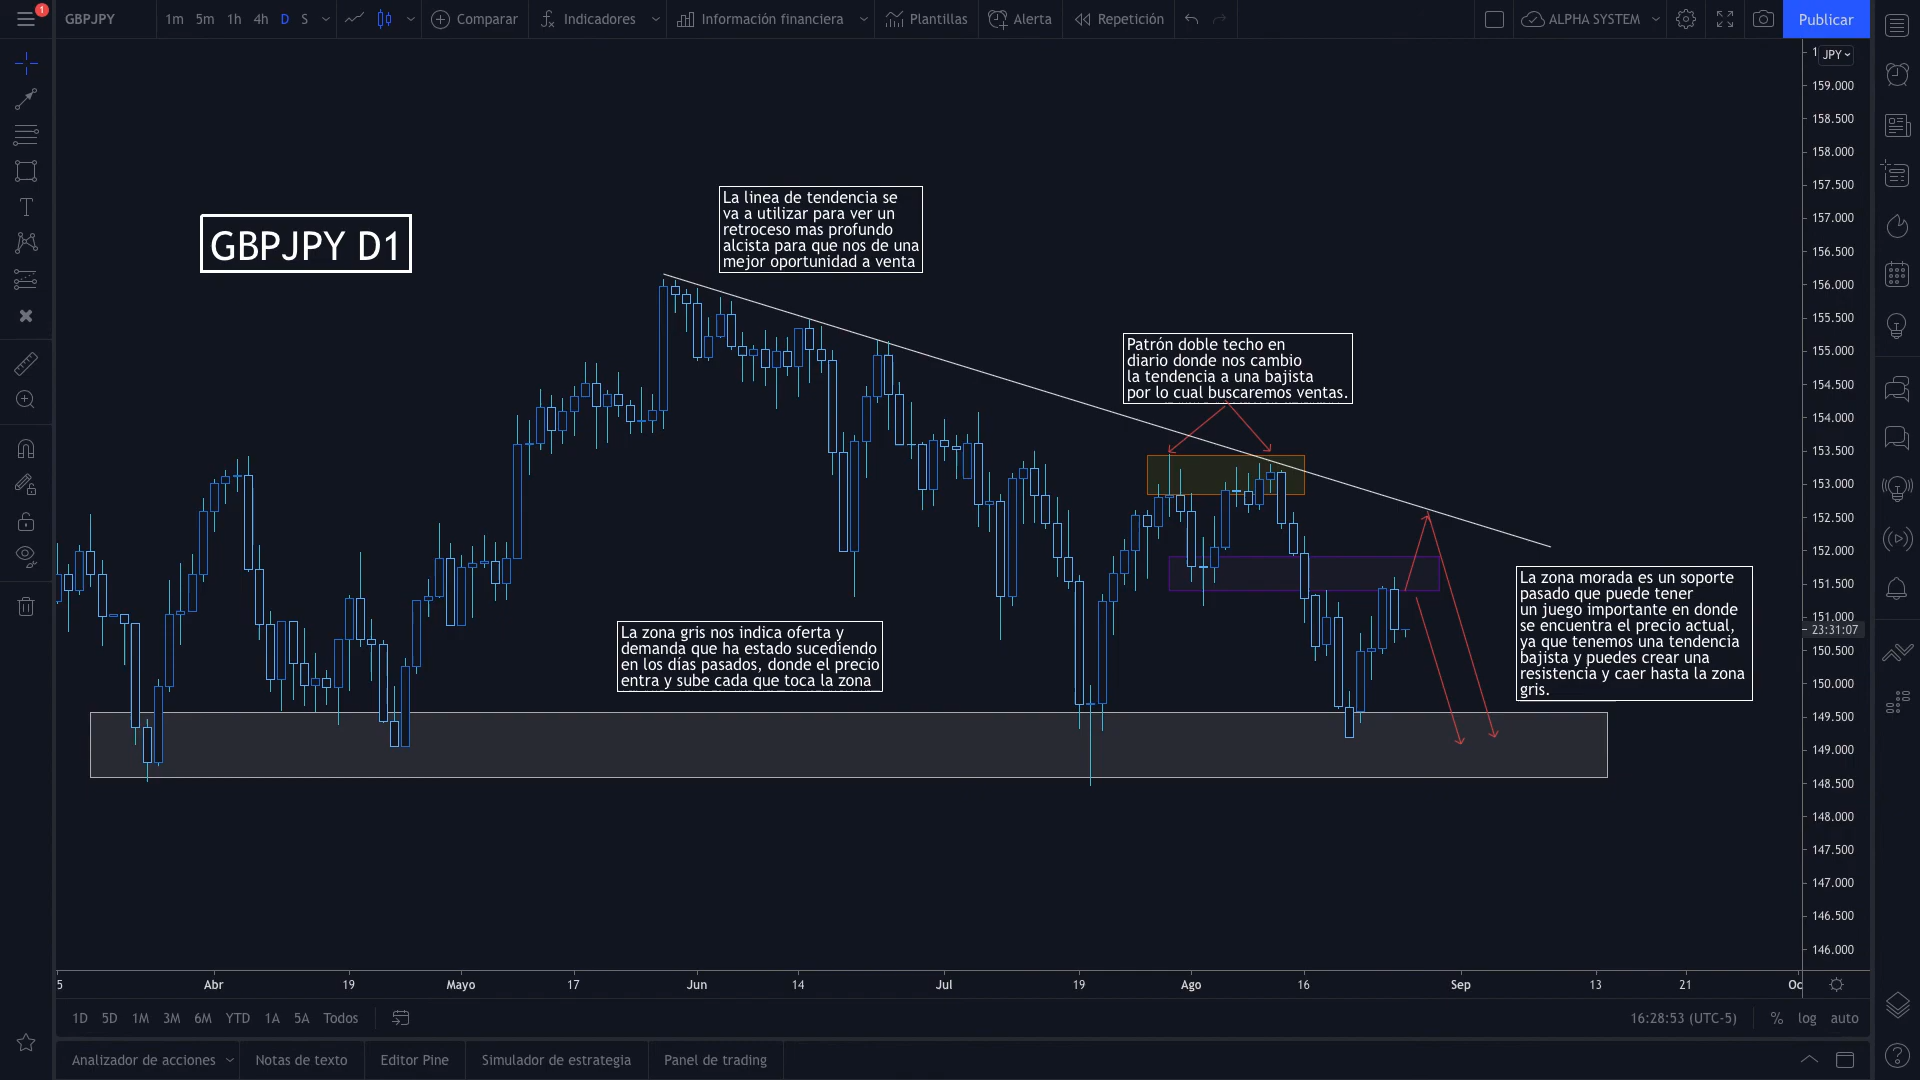 1
GBPJPY 1m 5m 1h 4h D S Comparar Indicadores Información financiera Plantillas Alerta Repetición ALPHA SYSTEM Publicar
JPY
159.000
158.500
158.000
157.500
157.000
156.500
156.000
155.500
155.000
154.500
154.000
153.500
153.000
152.500
152.000
151.500
151.000
23:31:07
150.500
150.000
149.500
149.000
148.500
148.000
147.500
147.000
146.500
146.000
GBPJPY D1
La linea de tendencia se
va a utilizar para ver un
retroceso mas profundo
alcista para que nos de una
mejor oportunidad a venta
Patrón doble techo en
diario donde nos cambio
la tendencia a una bajista
por lo cual buscaremos ventas.
La zona gris nos indica oferta y
demanda que ha estado sucediendo
en los días pasados, donde el precio
entra y sube cada que toca la zona
La zona morada es un soporte
pasado que puede tener
un juego importante en donde
se encuentra el precio actual,
ya que tenemos una tendencia
bajista y puedes crear una
resistencia y caer hasta la zona
gris.
5 Abr 19 Mayo 17 Jun 14 Jul 19 Ago 16 Sep 13 21 Oc
1D 5D 1M 3M 6M YTD 1A 5A Todos 16:28:53 (UTC-5) % log auto
Analizador de acciones Notas de texto Editor Pine Simulador de estrategia Panel de trading